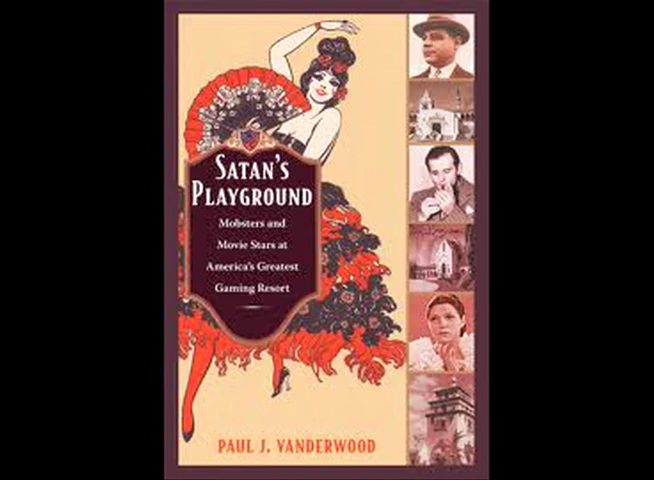 SATAN'S
PLAYGROUND
Mobsters and
Movie Stars at
America's Greatest
Gaming Resort
PAUL J. VANDERWOOD